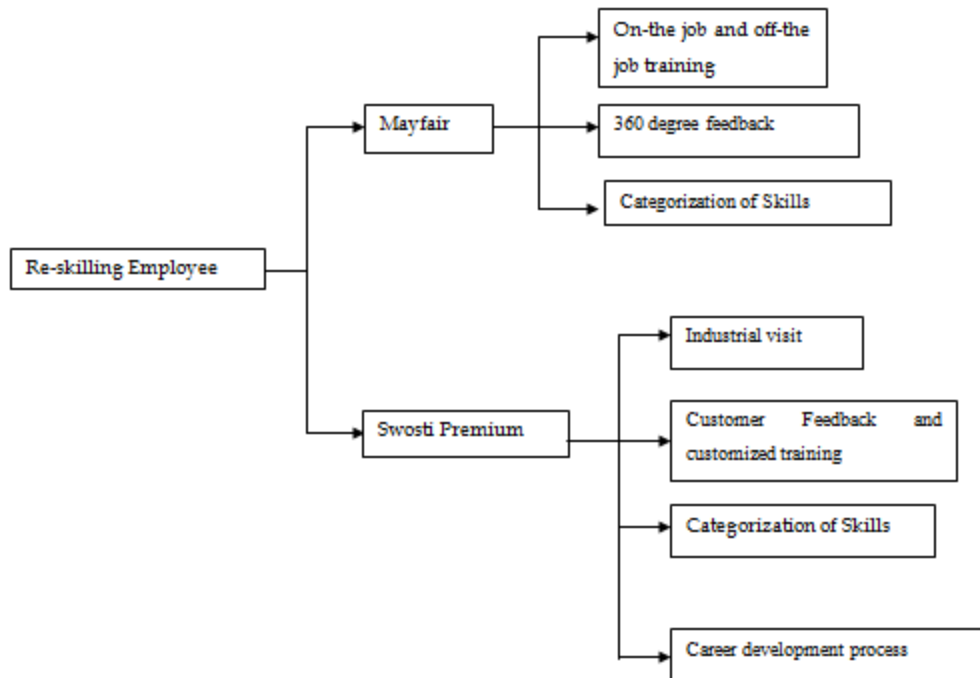 On-the job and off-the
job training
Mayfair
360 degree feedback
Categorization of Skills
Re-skilling Employee
Industrial visit
Swosti Premium
Customer Feedback and
customized training
Categorization of Skills
Career development process